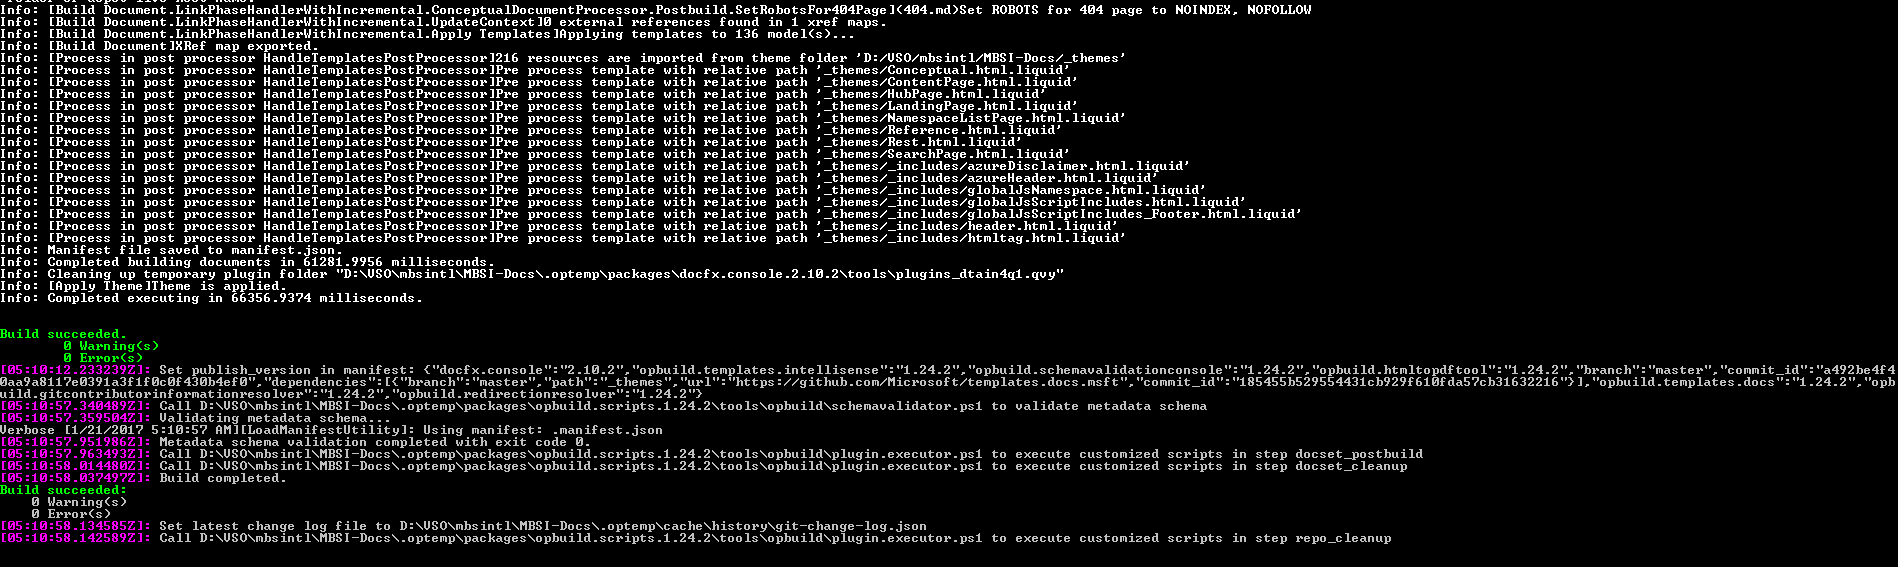 Info: [Build Document.LinkPhaseHandlerWithIncremental.ConceptualDocumentProcessor.Postbuild.SetRobotsFor404Page](404.md)Set ROBOTS for 404 page to NOINDEX, NOFOLLOW
Info: [Build Document.LinkPhaseHandlerWithIncremental.UpdateContext]0 external references found in 1 xref maps.
Info: [Build Document.LinkPhaseHandlerWithIncremental.Apply Templates]Applying templates to 136 model(s)...
Info: [Build Document]XRef map exported.
Info: [Process in post processor HandleTemplatesPostProcessor]216 resources are imported from theme folder 'D:/VSO/mbsintl/MBSI-Docs/_themes'
Info: [Process in post processor HandleTemplatesPostProcessor]Pre process template with relative path '_themes/Conceptual.html.liquid'
Info: [Process in post processor HandleTemplatesPostProcessor]Pre process template with relative path '_themes/ContentPage.html.liquid'
Info: [Process in post processor HandleTemplatesPostProcessor]Pre process template with relative path '_themes/HubPage.html.liquid'
Info: [Process in post processor HandleTemplatesPostProcessor]Pre process template with relative path '_themes/LandingPage.html.liquid'
Info: [Process in post processor HandleTemplatesPostProcessor]Pre process template with relative path '_themes/NamespaceListPage.html.liquid'
Info: [Process in post processor HandleTemplatesPostProcessor]Pre process template with relative path '_themes/Reference.html.liquid'
Info: [Process in post processor HandleTemplatesPostProcessor]Pre process template with relative path '_themes/Rest.html.liquid'
Info: [Process in post processor HandleTemplatesPostProcessor]Pre process template with relative path '_themes/SearchPage.html.liquid'
Info: [Process in post processor HandleTemplatesPostProcessor]Pre process template with relative path '_themes/_includes/azureDisclaimer.html.liquid'
Info: [Process in post processor HandleTemplatesPostProcessor]Pre process template with relative path '_themes/_includes/azureHeader.html.liquid'
Info: [Process in post processor HandleTemplatesPostProcessor]Pre process template with relative path '_themes/_includes/globalJsNamespace.html.liquid'
Info: [Process in post processor HandleTemplatesPostProcessor]Pre process template with relative path '_themes/_includes/globalJsScriptIncludes.html.liquid'
Info: [Process in post processor HandleTemplatesPostProcessor]Pre process template with relative path '_themes/_includes/globalJsScriptIncludes_Footer.html.liquid'
Info: [Process in post processor HandleTemplatesPostProcessor]Pre process template with relative path '_themes/_includes/header.html.liquid'
Info: [Process in post processor HandleTemplatesPostProcessor]Pre process template with relative path '_themes/_includes/htmltag.html.liquid'
Info: Manifest file saved to manifest.json.
Info: Completed building documents in 61281.9956 milliseconds.
Info: Cleaning up temporary plugin folder "D:\VSO\mbsintl\MBSI-Docs\.optemp\packages\docfx.console.2.10.2\tools\plugins_dtain4q1.qvy"
Info: [Apply Theme]Theme is applied.
Info: Completed executing in 66356.9374 milliseconds.
Build succeeded.
0 Warning(s)
0 Error(s)
[05:10:12.233239Z]: Set publish_version in manifest: {"docfx.console":"2.10.2","opbuild.templates.intellisense":"1.24.2","opbuild.schemavalidationconsole":"1.24.2","opbuild.htmltopdftool":"1.24.2","branch":"master","commit_id":"a492be4f4
0aa9a8117e0391a3f1f0c0f430b4ef0","dependencies":[{"branch":"master","path":"_themes","url":"https://github.com/Microsoft/templates.docs.msft","commit_id":"185455b529554431cb929f610fda57cb31632216"}],"opbuild.templates.docs":"1.24.2","opb
uild.gitcontributorinformationresolver":"1.24.2","opbuild.redirectionresolver":"1.24.2"}
[05:10:57.340489Z]: Call D:\VSO\mbsintl\MBSI-Docs\.optemp\packages\opbuild.scripts.1.24.2\tools\opbuild\schemavalidator.ps1 to validate metadata schema
[05:10:57.359504Z]: Validating metadata schema...
Verbose [1/21/2017 5:10:57 AM][LoadManifestUtility]: Using manifest: .manifest.json
[05:10:57.951986Z]: Metadata schema validation completed with exit code 0.
[05:10:57.963493Z]: Call D:\VSO\mbsintl\MBSI-Docs\.optemp\packages\opbuild.scripts.1.24.2\tools\opbuild\plugin.executor.ps1 to execute customized scripts in step docset_postbuild
[05:10:58.014480Z]: Call D:\VSO\mbsintl\MBSI-Docs\.optemp\packages\opbuild.scripts.1.24.2\tools\opbuild\plugin.executor.ps1 to execute customized scripts in step docset_cleanup
[05:10:58.037497Z]: Build completed.
Build succeeded:
0 Warning(s)
0 Error(s)
[05:10:58.134585Z]: Set latest change log file to D:\VSO\mbsintl\MBSI-Docs\.optemp\cache\history\git-change-log.json
[05:10:58.142589Z]: Call D:\VSO\mbsintl\MBSI-Docs\.optemp\packages\opbuild.scripts.1.24.2\tools\opbuild\plugin.executor.ps1 to execute customized scripts in step repo_cleanup